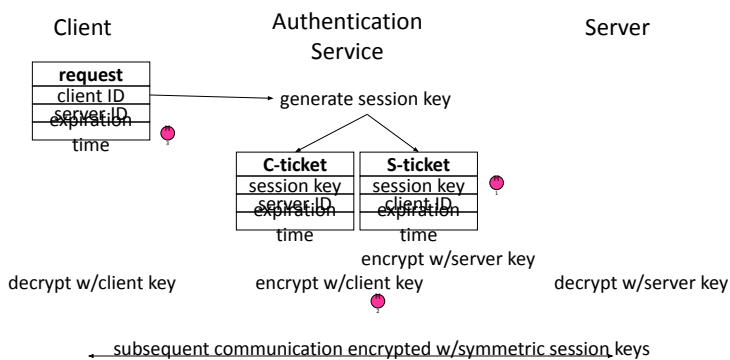 Client
Authentication
Service
Server
request
client ID
server ID
expiration
time
generate session key
C-ticket
session key
server ID
expiration
time
S-ticket
session key
client ID
expiration
time
encrypt w/server key
decrypt w/client key
encrypt w/client key
decrypt w/server key
subsequent communication encrypted w/symmetric session keys